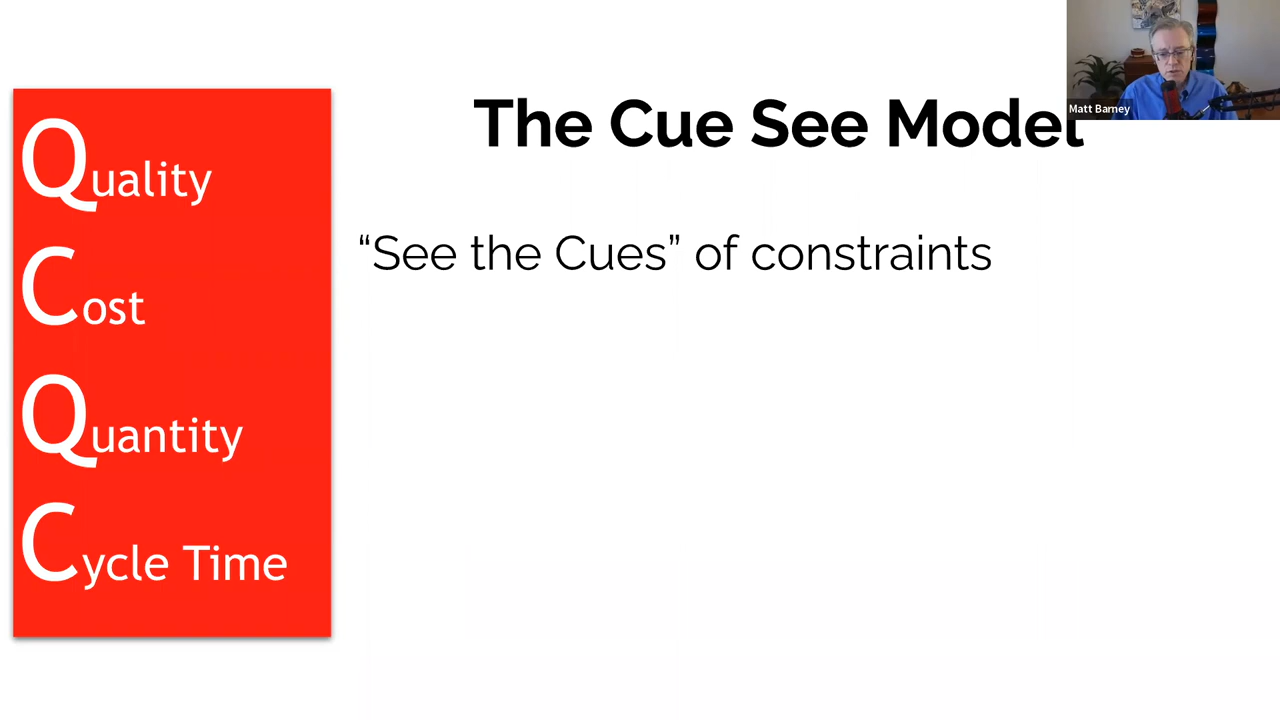 The Cue See Model
Quality
Cost
Quantity
Cycle Time
“See the Cues” of constraints
Matt Barney